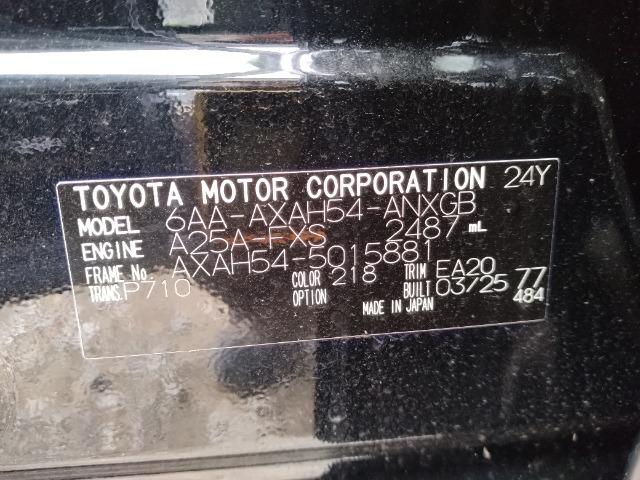 TOYOTA MOTOR CORPORATION 24Y
MODEL 6AA-AXAH54-ANXGB
ENGINE A25A-FXS 2487 mL
FRAME No AXAH54-5015881
TRANS. P710 COLOR 218 TRIM EA20 77
OPTION BUILT 03/25 484
MADE IN JAPAN